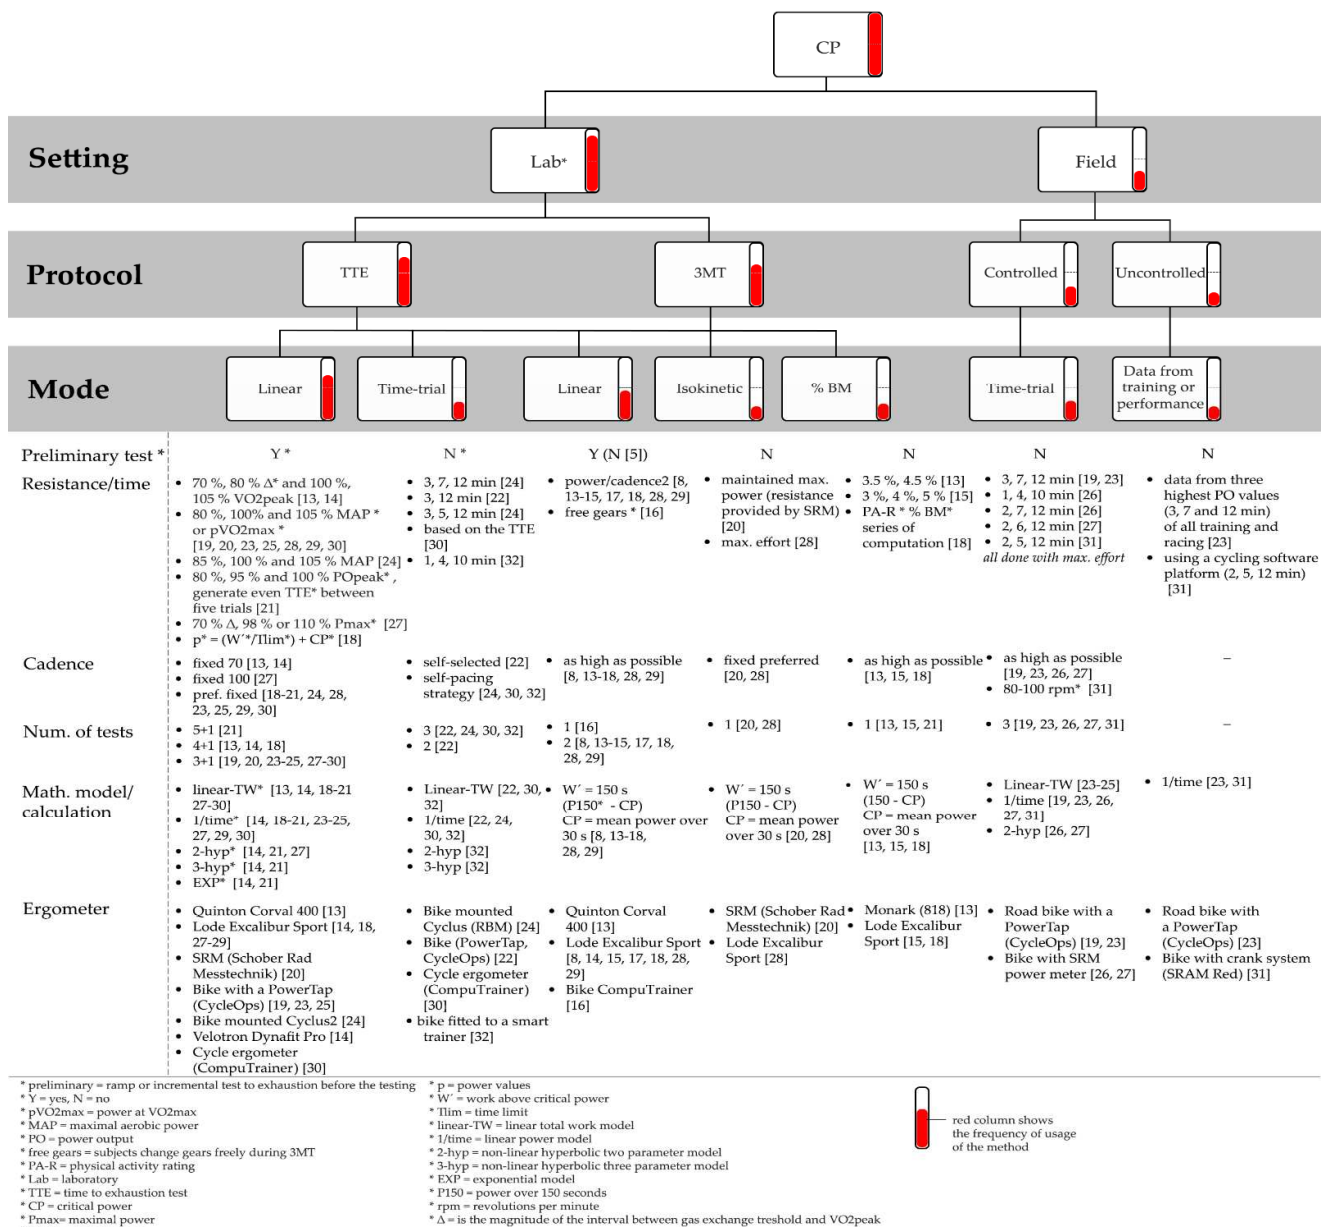 CP
Setting
Lab*
Field
Protocol
TTE
3MT
Controlled
Uncontrolled
Mode
Linear
Time-trial
Linear
Isokinetic
% BM
Time-trial
Data from
training or
performance
Preliminary test *
Y *
N *
Y (N [5])
N
N
N
N
Resistance/time
• 70 %, 80 % Δ* and 100 %,
105 % VO2peak [13, 14]
• 80 %, 100% and 105 % MAP *
or pVO2max *
[19, 20, 23, 25, 28, 29, 30]
• 85 %, 100 % and 105 % MAP [24]
• 80 %, 95 % and 100 % POpeak* ,
generate even TTE* between
five trials [21]
• 70 % Δ, 98 % or 110 % Pmax* [27]
• p* = (W´*/Tlim*) + CP* [18]
• 3, 7, 12 min [24]
• 3, 12 min [22]
• 3, 5, 12 min [24]
• based on the TTE
[30]
• 1, 4, 10 min [32]
• power/cadence2 [8,
13-15, 17, 18, 28, 29]
• free gears * [16]
• maintained max.
power (resistance
provided by SRM)
[20]
• max. effort [28]
• 3.5 %, 4.5 % [13]
• 3 %, 4 %, 5 % [15]
• PA-R * % BM*
series of
computation [18]
• 3, 7, 12 min [19, 23]
• 1, 4, 10 min [26]
• 2, 7, 12 min [26]
• 2, 6, 12 min [27]
• 2, 5, 12 min [31]
all done with max. effort
• data from three
highest PO values
(3, 7 and 12 min)
of all training and
racing [23]
• using a cycling software
platform (2, 5, 12 min)
[31]
Cadence
• fixed 70 [13, 14]
• fixed 100 [27]
• pref. fixed [18-21, 24, 28,
23, 25, 29, 30]
• self-selected [22]
• self-pacing
strategy [24, 30, 32]
• as high as possible
[8, 13-18, 28, 29]
• fixed preferred
[20, 28]
• as high as possible
[13, 15, 18]
• as high as possible
[19, 23, 26, 27]
• 80-100 rpm* [31]
–
Num. of tests
• 5+1 [21]
• 4+1 [13, 14, 18]
• 3+1 [19, 20, 23-25, 27-30]
• 3 [22, 24, 30, 32]
• 2 [22]
• 1 [16]
• 2 [8, 13-15, 17, 18,
28, 29]
• 1 [20, 28]
• 1 [13, 15, 21]
• 3 [19, 23, 26, 27, 31]
–
Math. model/
calculation
• linear-TW* [13, 14, 18-21
27-30]
• 1/time* [14, 18-21, 23-25,
27, 29, 30]
• 2-hyp* [14, 21, 27]
• 3-hyp* [14, 21]
• EXP* [14, 21]
• Linear-TW [22, 30,
32]
• 1/time [22, 24,
30, 32]
• 2-hyp [32]
• 3-hyp [32]
• W´ = 150 s
(P150* - CP)
CP = mean power over
30 s [8, 13-18,
28, 29]
• W´ = 150 s
(P150 - CP)
CP = mean power
over 30 s [20, 28]
• W´ = 150 s
(150 - CP)
CP = mean power
over 30 s
[13, 15, 18]
• Linear-TW [23-25]
• 1/time [19, 23, 26,
27, 31]
• 2-hyp [26, 27]
• 1/time [23, 31]
Ergometer
• Quinton Corval 400 [13]
• Lode Excalibur Sport [14, 18,
27-29]
• SRM (Schober Rad
Messtechnik) [20]
• Bike with a PowerTap
(CycleOps) [19, 23, 25]
• Bike mounted Cyclus2 [24]
• Velotron Dynafit Pro [14]
• Cycle ergometer
(CompuTrainer) [30]
• Bike mounted
Cyclus (RBM) [24]
• Bike (PowerTap,
CycleOps) [22]
• Cycle ergometer
(CompuTrainer)
[30]
• bike fitted to a smart
trainer [32]
• Quinton Corval
400 [13]
• Lode Excalibur Sport
[8, 14, 15, 17, 18, 28,
29]
• Bike CompuTrainer
[16]
• SRM (Schober Rad
Messtechnik) [20]
• Lode Excalibur
Sport [28]
• Monark (818) [13]
• Lode Excalibur
Sport [15, 18]
• Road bike with a
PowerTap
(CycleOps) [19, 23]
• Bike with SRM
power meter [26, 27]
• Road bike with
a PowerTap
(CycleOps) [23]
• Bike with crank system
(SRAM Red) [31]
* preliminary = ramp or incremental test to exhaustion before the testing
* Y = yes, N = no
* pVO2max = power at VO2max
* MAP = maximal aerobic power
* PO = power output
* free gears = subjects change gears freely during 3MT
* PA-R = physical activity rating
* Lab = laboratory
* TTE = time to exhaustion test
* CP = critical power
* Pmax= maximal power
* p = power values
* W´ = work above critical power
* Tlim = time limit
* linear-TW = linear total work model
* 1/time = linear power model
* 2-hyp = non-linear hyperbolic two parameter model
* 3-hyp = non-linear hyperbolic three parameter model
* EXP = exponential model
* P150 = power over 150 seconds
* rpm = revolutions per minute
* Δ = is the magnitude of the interval between gas exchange treshold and VO2peak
red column shows
the frequency of usage
of the method